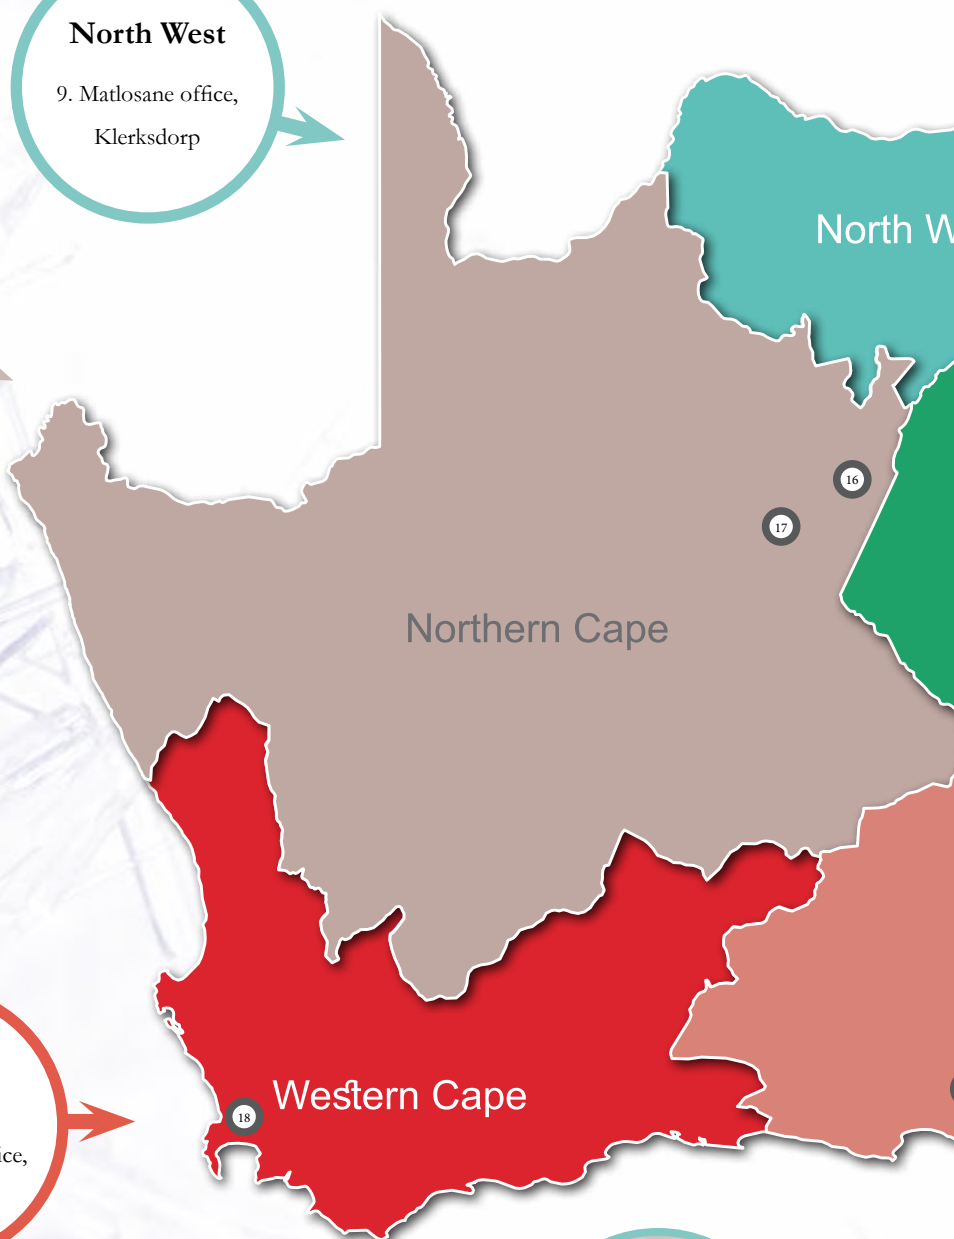 North West
9. Matlosane office,
Klerksdorp
North W
16
17
Northern Cape
Western Cape
18
ice,